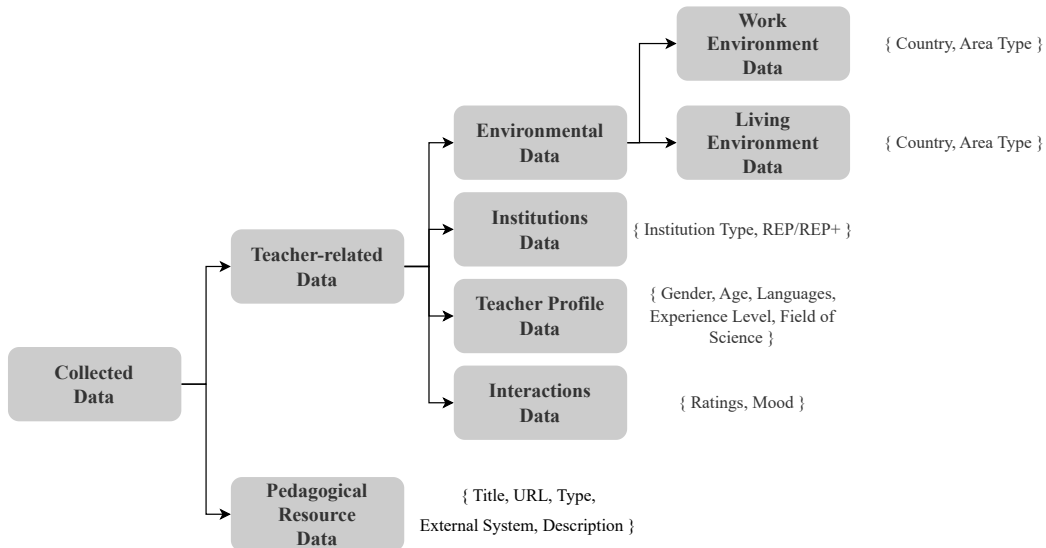 Work
Environment
Data
{ Country, Area Type }
Environmental
Data
Living
Environment
Data
{ Country, Area Type }
Institutions
Data
{ Institution Type, REP/REP+ }
Teacher-related
Data
Teacher Profile
Data
{ Gender, Age, Languages,
Experience Level, Field of
Science }
Collected
Data
Interactions
Data
{ Ratings, Mood }
Pedagogical
Resource
Data
{ Title, URL, Type,
External System, Description }